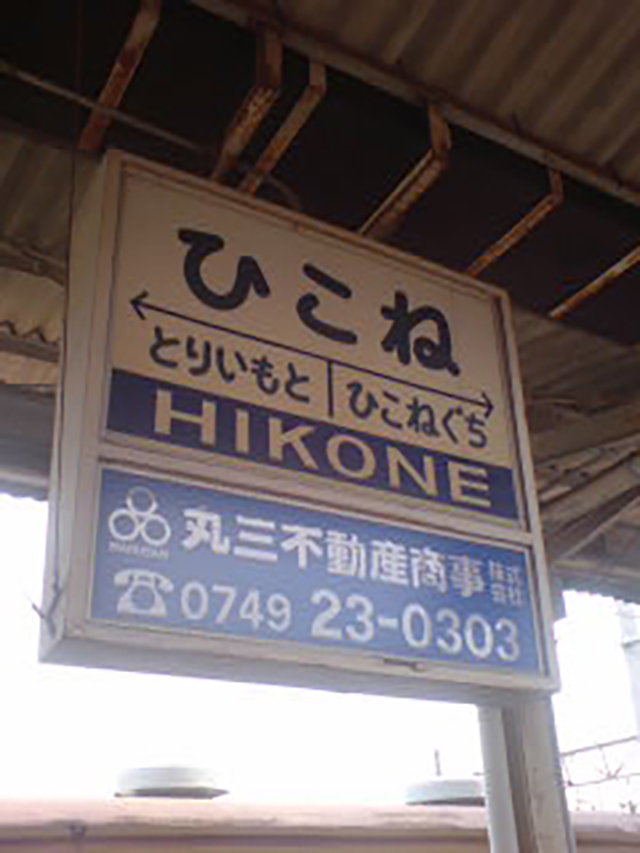 ひこね
とりいもと ひこねぐち
HIKONE
丸三不動産商事 株式会社
0749 23-0303